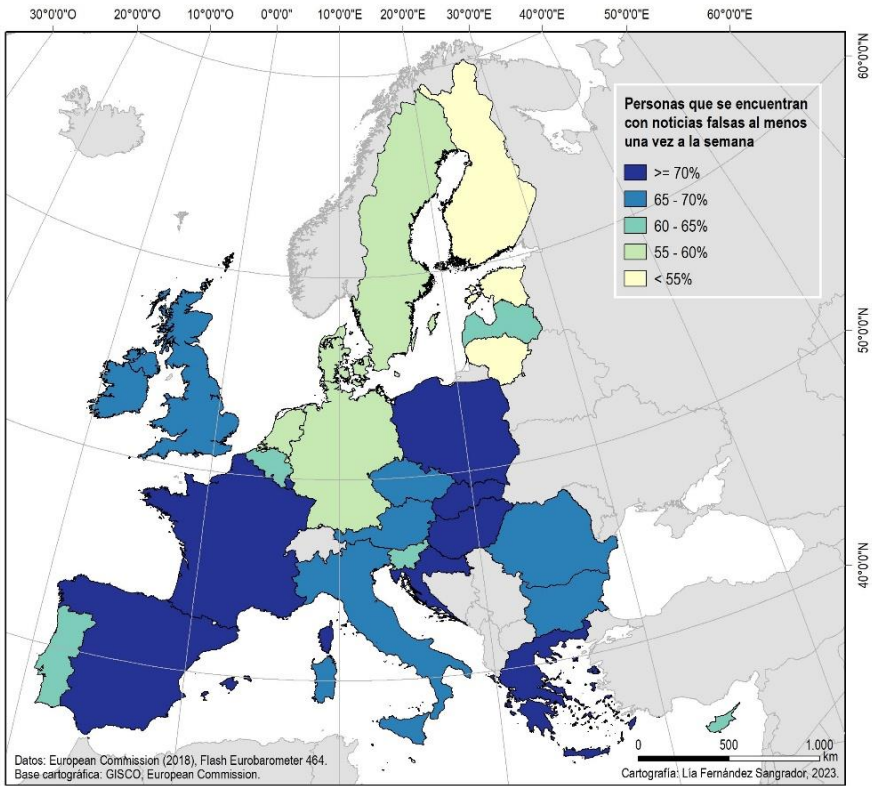 30°0'0"O 20°0'0"O 10°0'0"O 0°0'0" 10°0'0"E 20°0'0"E 30°0'0"E 40°0'0"E 50°0'0"E 60°0'0"E
60°0'0"N
Personas que se encuentran
con noticias falsas al menos
una vez a la semana
>= 70%
65 - 70%
60 - 65%
55 - 60%
< 55%
50°0'0"N
40°0'0"N
0 500 1.000
km
Datos: European Commission (2018), Flash Eurobarometer 464.
Base cartográfica: GISCO, European Commission.
Cartografía: Lía Fernández Sangrador, 2023.